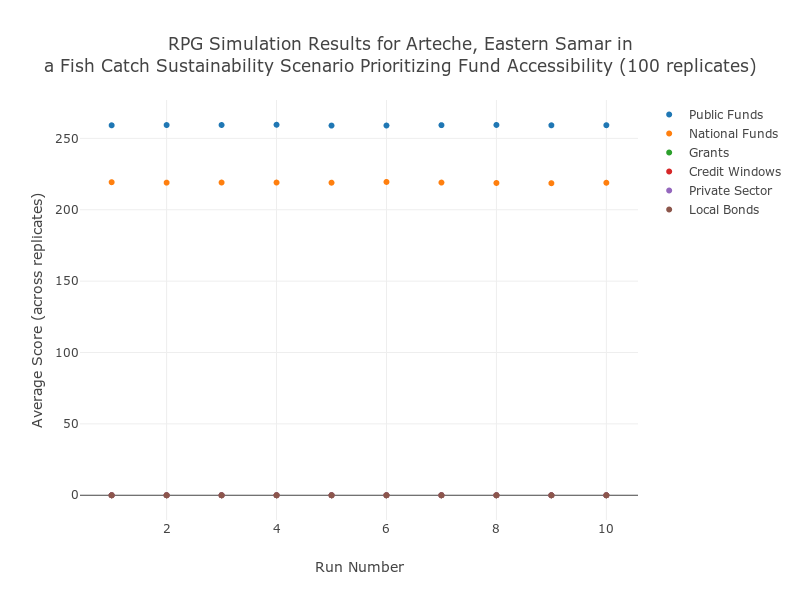 RPG Simulation Results for Arteche, Eastern Samar in
a Fish Catch Sustainability Scenario Prioritizing Fund Accessibility (100 replicates)
Public Funds
National Funds
Grants
Credit Windows
Private Sector
Local Bonds
Average Score (across replicates)
250
200
150
100
50
0
2
4
6
8
10
Run Number